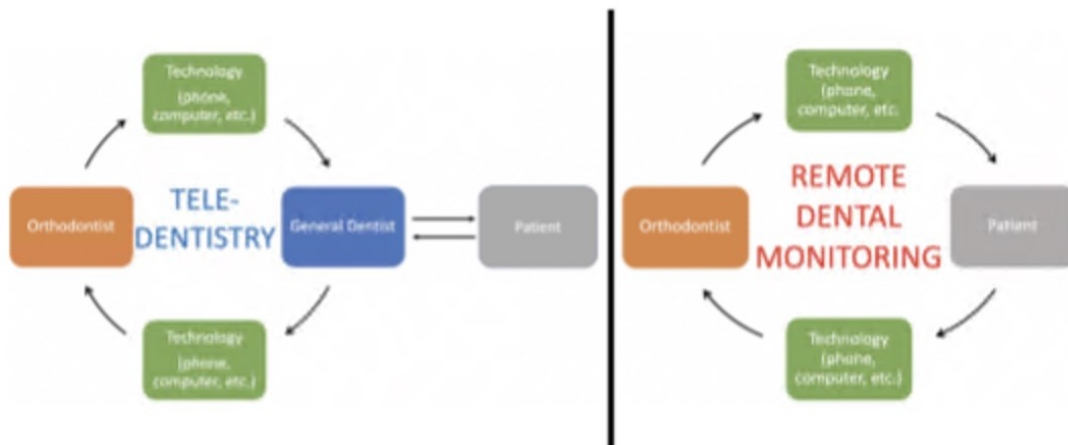 Technology
(phone,
computer, etc.)
Orthodontist
TELE-
DENTISTRY
General Dentist
Patient
Technology
(phone,
computer, etc.)
Technology
(phone,
computer, etc.
Orthodontist
REMOTE
DENTAL
MONITORING
Patient
Technology
(phone,
computer, etc.)